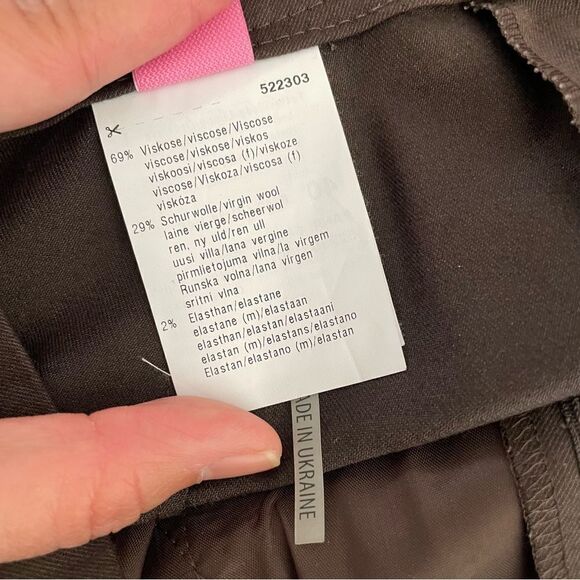 522303
69% Viskose/viscose/Viscose
viscose/viskose/viskos
viskoosi/viscosa (f)/viskoze
viscose/Viskoza/viscosa (f)
viskóza
29% Schurwolle/virgin wool
laine vierge/scheerwol
ren, ny uld/ren ull
uusi villa/lana vergine
pirmlietojuma vilna/la virgem
Runska volna/lana virgen
sritni vlna
2% Elasthan/elastane
elastane (m)/elastaan
elasthan/elastan/elastaani
elastan (m)/elastans/elastano
Elastan/elastano (m)/elastan
MADE IN UKRAINE